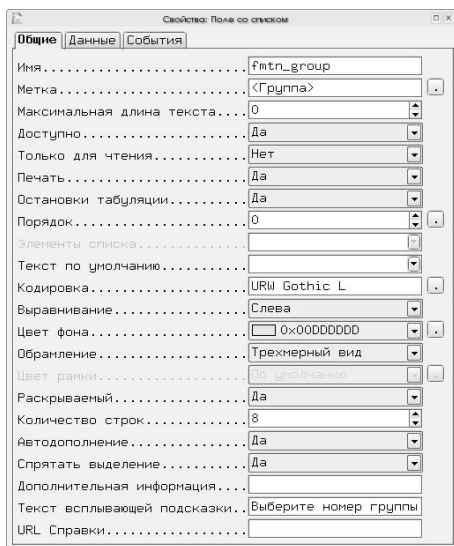 Свойства: Поле со списком
Общие Данные События
Имя........................ fmtn_group
Метка...................... <Группа>
Максимальная длина текста.... 0
Доступно................... Да
Только для чтения.......... Нет
Печать..................... Да
Остановки табуляции........ Да
Порядок.................... 0
Элементы списка............
Текст по умолчанию.........
Кодировка.................. URW Gothic L
Выравнивание............... Слева
Цвет фона.................. 0x00DDDDDD
Обрамление................. Трехмерный вид
Цвет рамки................. По умолчанию
Раскрываемый............... Да
Количество строк........... 8
Автодополнение............. Да
Спрятать выделение......... Да
Дополнительная информация....
Текст всплывающей подсказки.. Выберите номер группы
URL Справки................